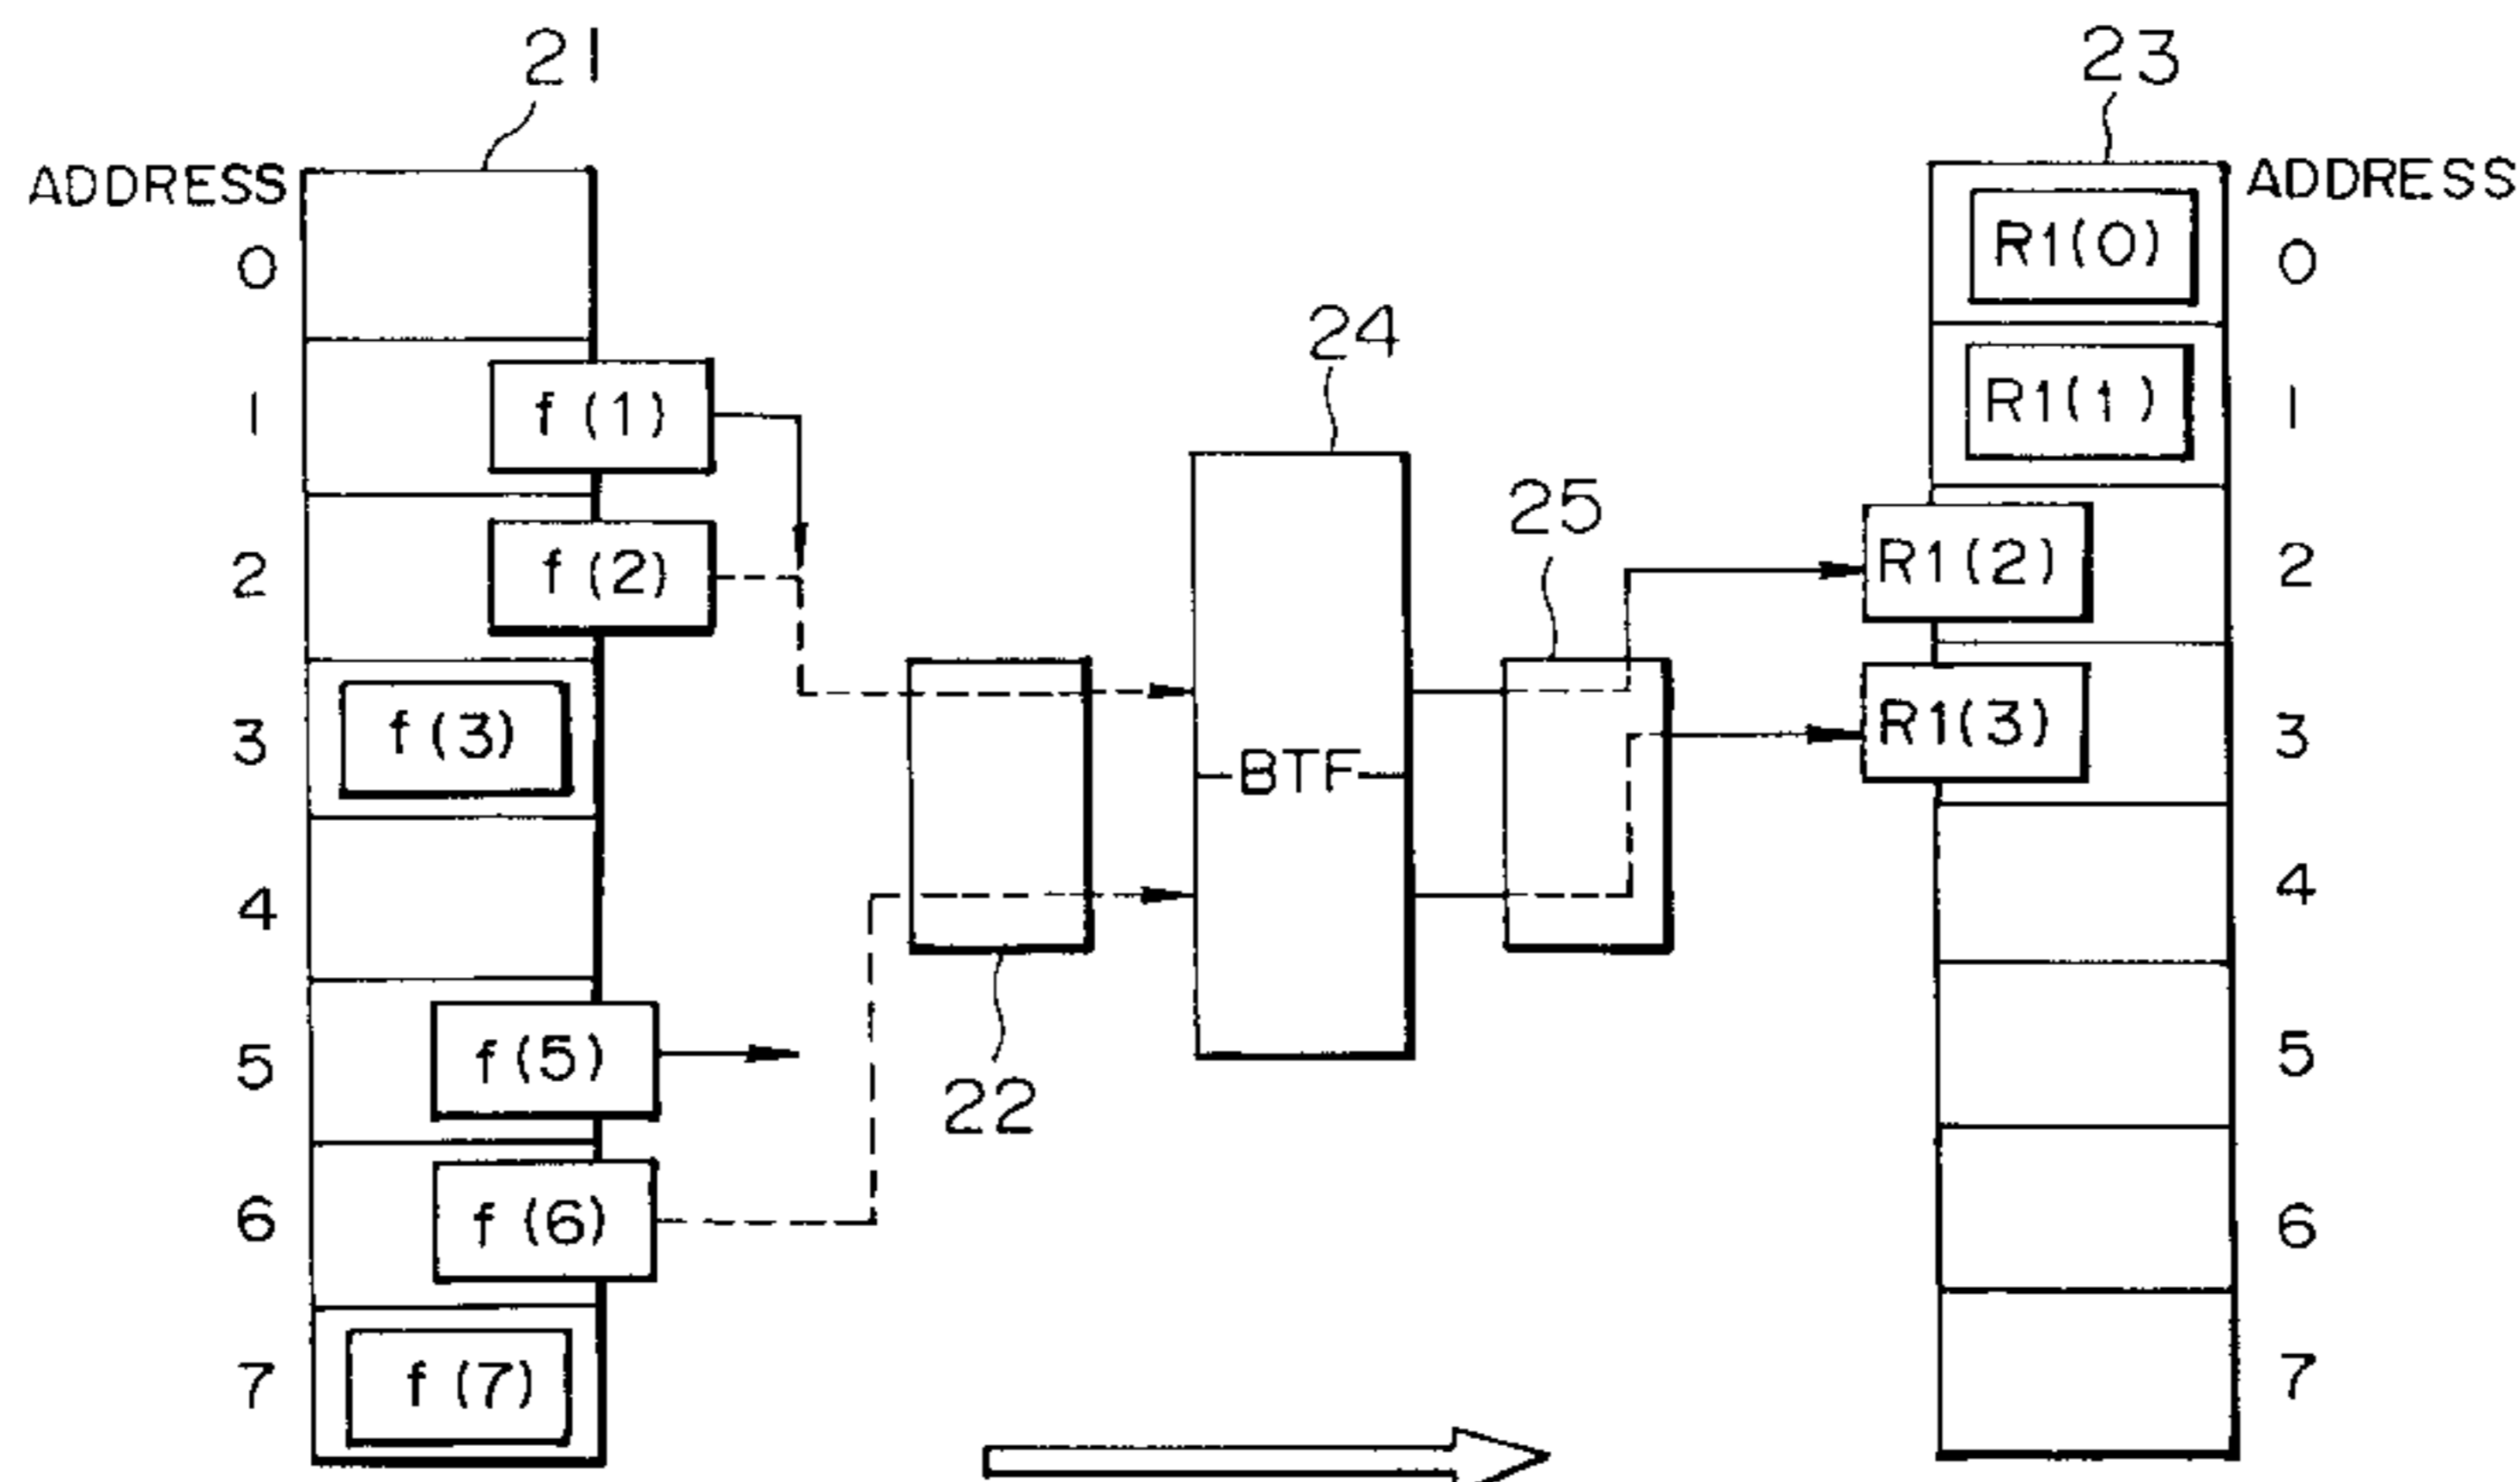 21
23
ADDRESS
ADDRESS
R1(0)
0
0
24
f(1)
R1(1)
1
1
25
f(2)
R1(2)
2
2
f(3)
R1(3)
3
3
BTF
4
4
f(5)
5
5
22
f(6)
6
6
f(7)
7
7